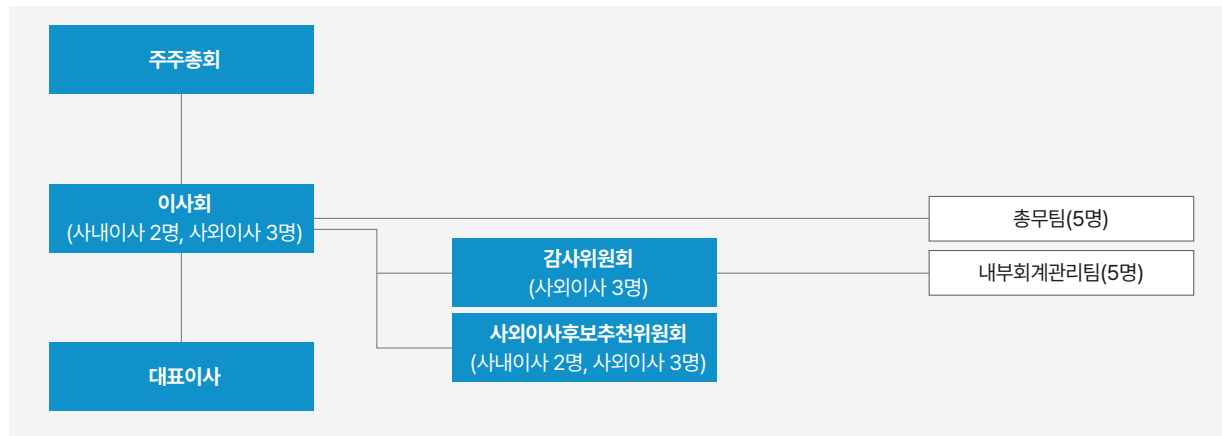 주주총회
이사회
(사내이사 2명, 사외이사 3명)
총무팀(5명)
감사위원회
(사외이사 3명)
내부회계관리팀(5명)
사외이사후보추천위원회
(사내이사 2명, 사외이사 3명)
대표이사